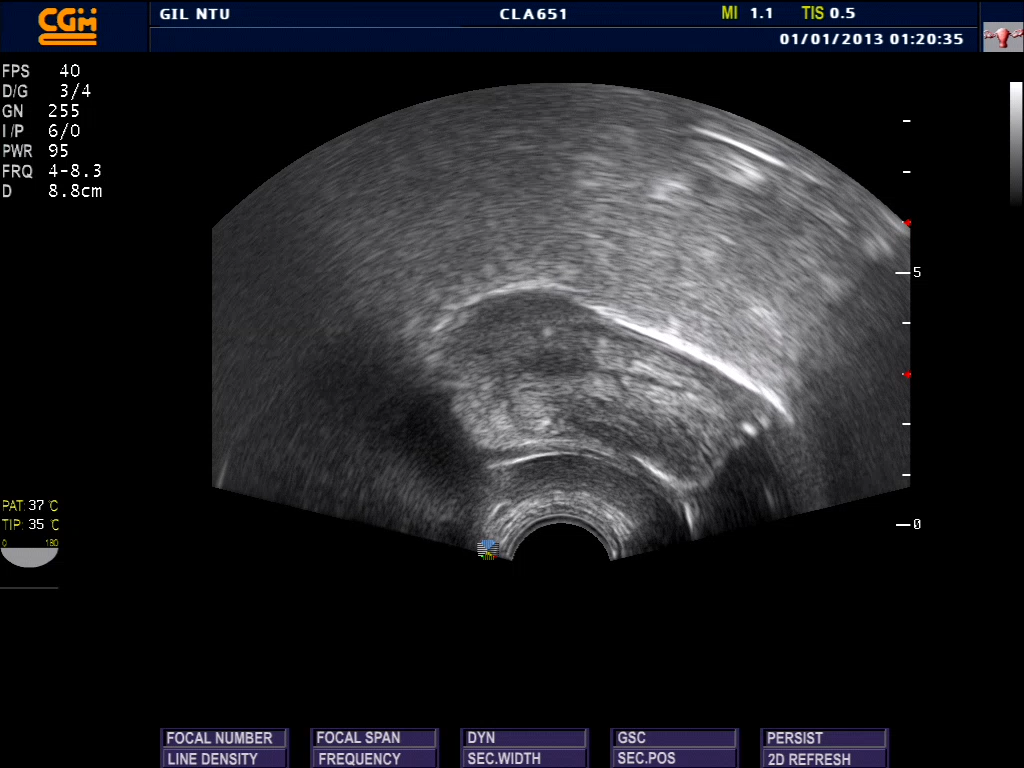 CGM
GIL NTU
CLA651
MI 1.1 TIS 0.5
01/01/2013 01:20:35
FPS 40
D/G 3/4
GN 255
I/P 6/0
PWR 95
FRQ 4-8.3
D 8.8cm
5
PAT: 37 °C
TIP: 35 °C
0 180
0
FOCAL NUMBER FOCAL SPAN DYN GSC PERSIST
LINE DENSITY FREQUENCY SEC.WIDTH SEC.POS 2D REFRESH